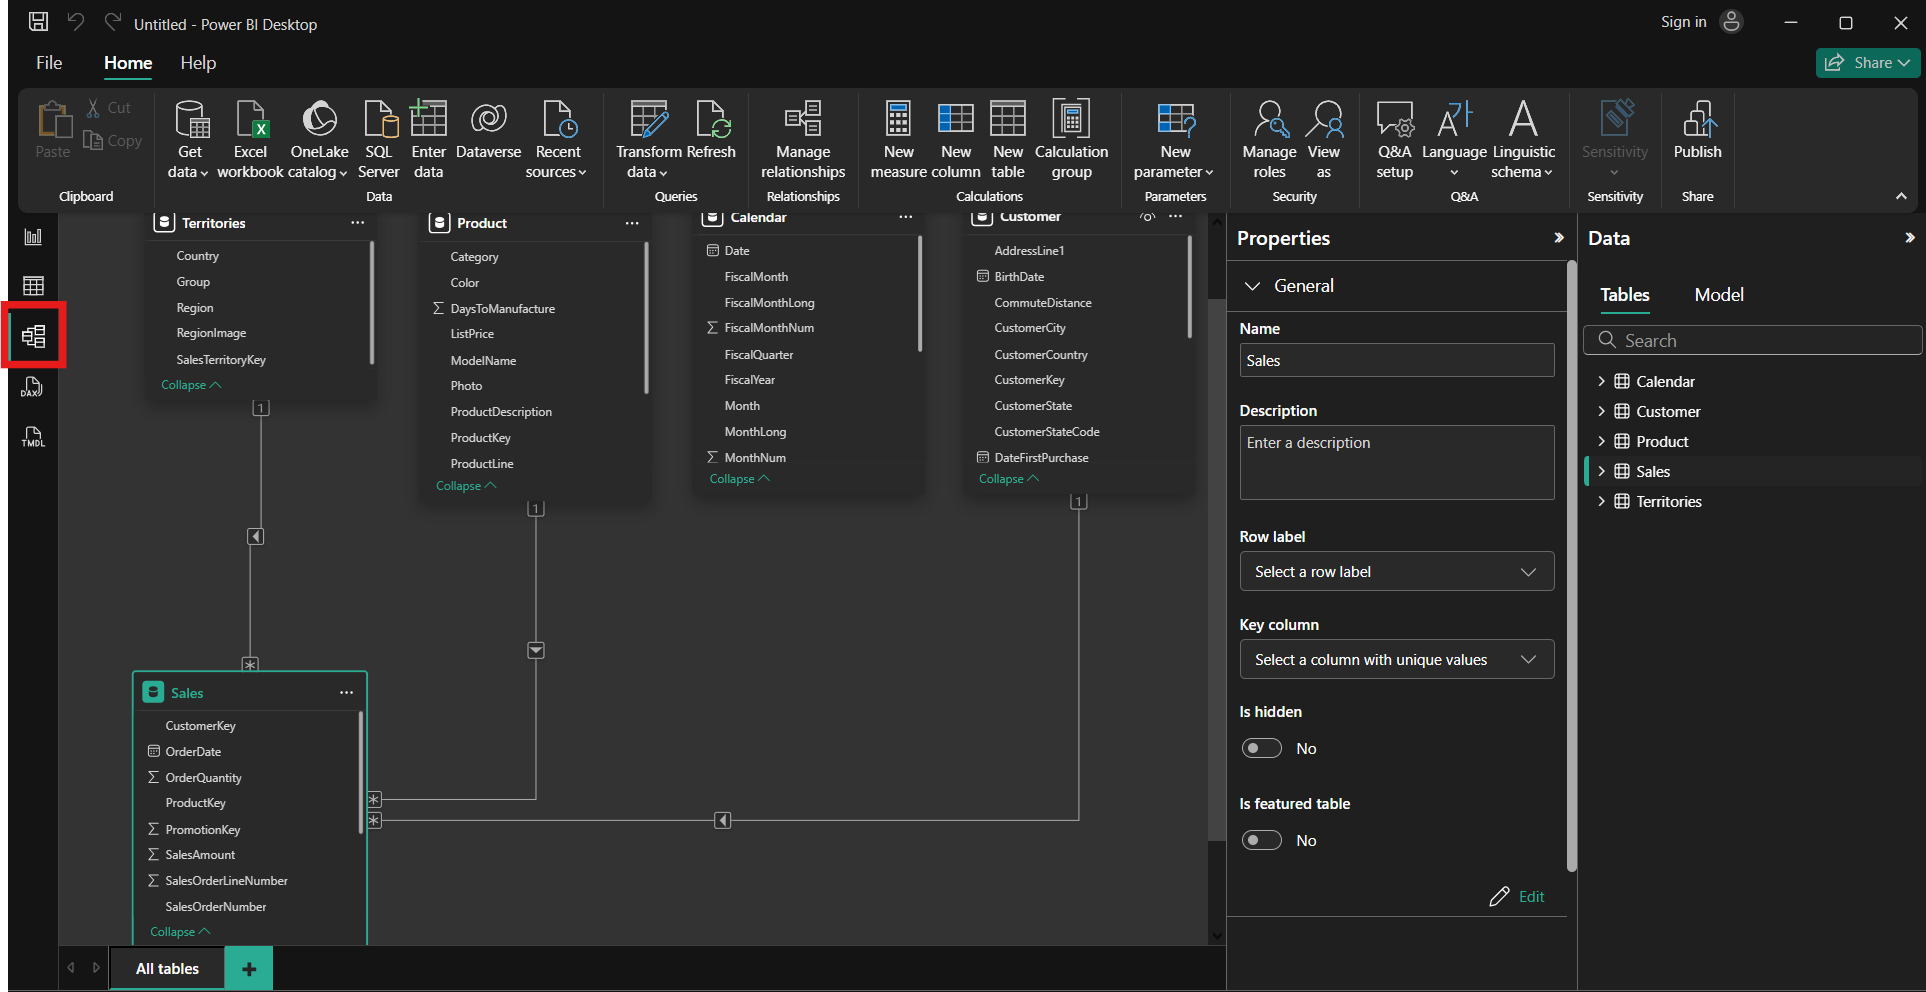 Untitled - Power BI Desktop
Sign in
File Home Help
Share
Paste
Cut
Copy
Clipboard
Get data
Excel workbook
OneLake catalog
SQL Server
Enter data
Dataverse
Recent sources
Data
Transform data
Refresh
Queries
Manage relationships
Relationships
New measure
New column
New table
Calculation group
Calculations
New parameter
Parameters
Manage roles
View as
Security
Q&A setup
Language
Linguistic schema
Q&A
Sensitivity
Sensitivity
Publish
Share
DAX
TMDL
Territories
Country
Group
Region
RegionImage
SalesTerritoryKey
Collapse
1
Product
Category
Color
DaysToManufacture
ListPrice
ModelName
Photo
ProductDescription
ProductKey
ProductLine
Collapse
1
Calendar
Date
FiscalMonth
FiscalMonthLong
FiscalMonthNum
FiscalQuarter
FiscalYear
Month
MonthLong
MonthNum
Collapse
Customer
AddressLine1
BirthDate
CommuteDistance
CustomerCity
CustomerCountry
CustomerKey
CustomerState
CustomerStateCode
DateFirstPurchase
Collapse
1
Sales
CustomerKey
OrderDate
OrderQuantity
ProductKey
PromotionKey
SalesAmount
SalesOrderLineNumber
SalesOrderNumber
Collapse
All tables
Properties
General
Name
Sales
Description
Enter a description
Row label
Select a row label
Key column
Select a column with unique values
Is hidden
No
Is featured table
No
Edit
Data
Tables Model
Search
Calendar
Customer
Product
Sales
Territories